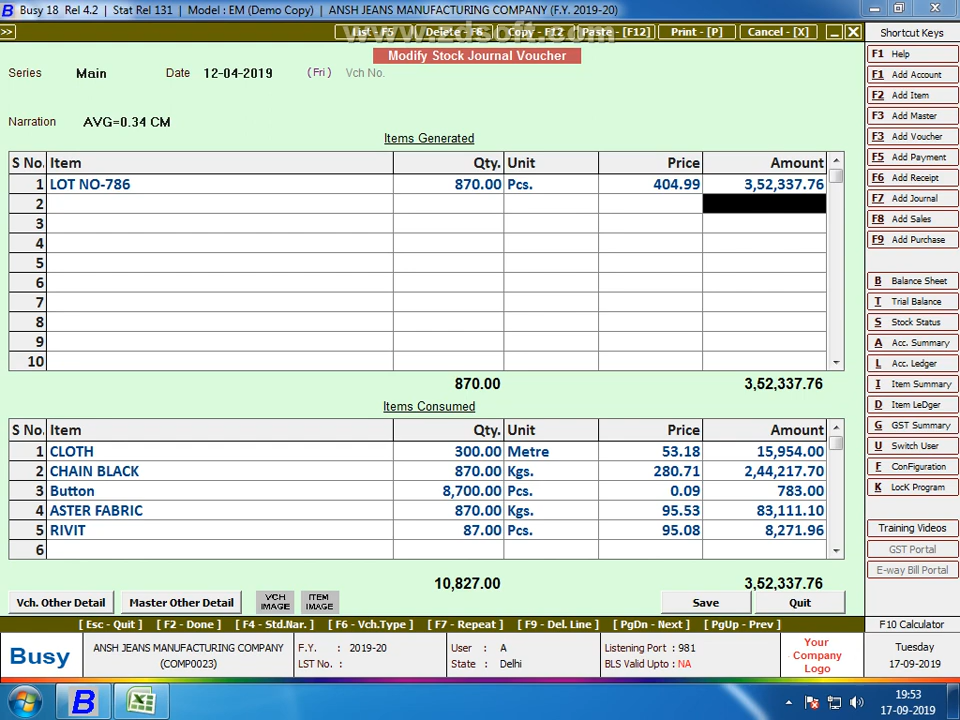 Busy 18 Rel 4.2 | Stat Rel 131 | Model : EM (Demo Copy) | ANSH JEANS MANUFACTURING COMPANY (F.Y. 2019-20)
>> List - F5 Delete - F8 Copy - F12 Paste - [F12] Print - [P] Cancel - [X] Shortcut Keys
www.zdsoft.com
Modify Stock Journal Voucher
Series Main Date 12-04-2019 (Fri) Vch No.
Narration AVG=0.34 CM
Items Generated
S No. Item Qty. Unit Price Amount
1 LOT NO-786 870.00 Pcs. 404.99 3,52,337.76
2
3
4
5
6
7
8
9
10
870.00 3,52,337.76
Items Consumed
S No. Item Qty. Unit Price Amount
1 CLOTH 300.00 Metre 53.18 15,954.00
2 CHAIN BLACK 870.00 Kgs. 280.71 2,44,217.70
3 Button 8,700.00 Pcs. 0.09 783.00
4 ASTER FABRIC 870.00 Kgs. 95.53 83,111.10
5 RIVIT 87.00 Pcs. 95.08 8,271.96
6
10,827.00 3,52,337.76
Vch. Other Detail Master Other Detail VCH IMAGE ITEM IMAGE Save Quit
[ Esc - Quit ] [ F2 - Done ] [ F4 - Std.Nar. ] [ F6 - Vch.Type ] [ F7 - Repeat ] [ F9 - Del. Line ] [ PgDn - Next ] [ PgUp - Prev ]
F1 Help
F1 Add Account
F2 Add Item
F3 Add Master
F3 Add Voucher
F5 Add Payment
F6 Add Receipt
F7 Add Journal
F8 Add Sales
F9 Add Purchase
B Balance Sheet
T Trial Balance
S Stock Status
A Acc. Summary
L Acc. Ledger
I Item Summary
D Item LeDger
G GST Summary
U Switch User
F ConFiguration
K LocK Program
Training Videos
GST Portal
E-way Bill Portal
F10 Calculator
Busy
ANSH JEANS MANUFACTURING COMPANY
(COMP0023)
F.Y. : 2019-20
LST No. :
User : A
State : Delhi
Listening Port : 981
BLS Valid Upto : NA
Your
Company
Logo
Tuesday
17-09-2019
19:53
17-09-2019